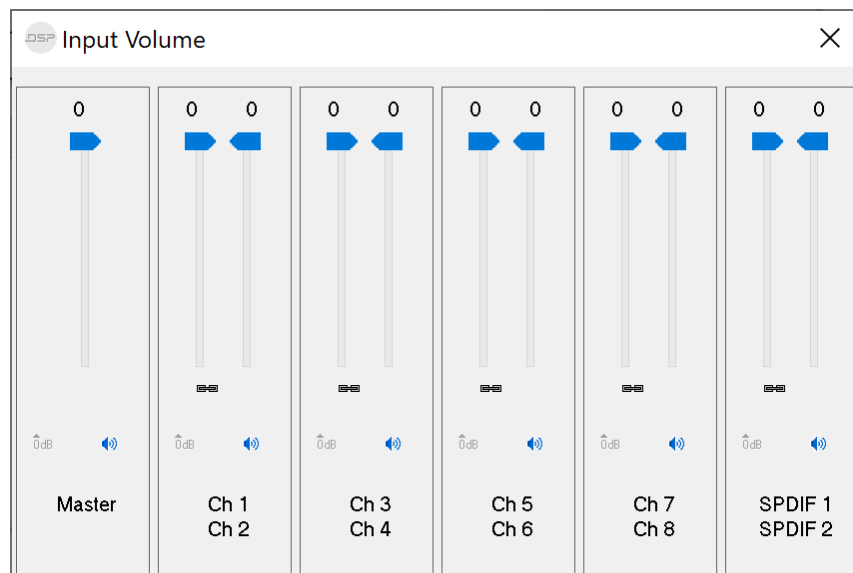 DSP Input Volume
0 0 0 0 0 0 0 0 0 0 0
0dB 0dB 0dB 0dB 0dB 0dB
Master Ch 1 Ch 3 Ch 5 Ch 7 SPDIF 1
Ch 2 Ch 4 Ch 6 Ch 8 SPDIF 2